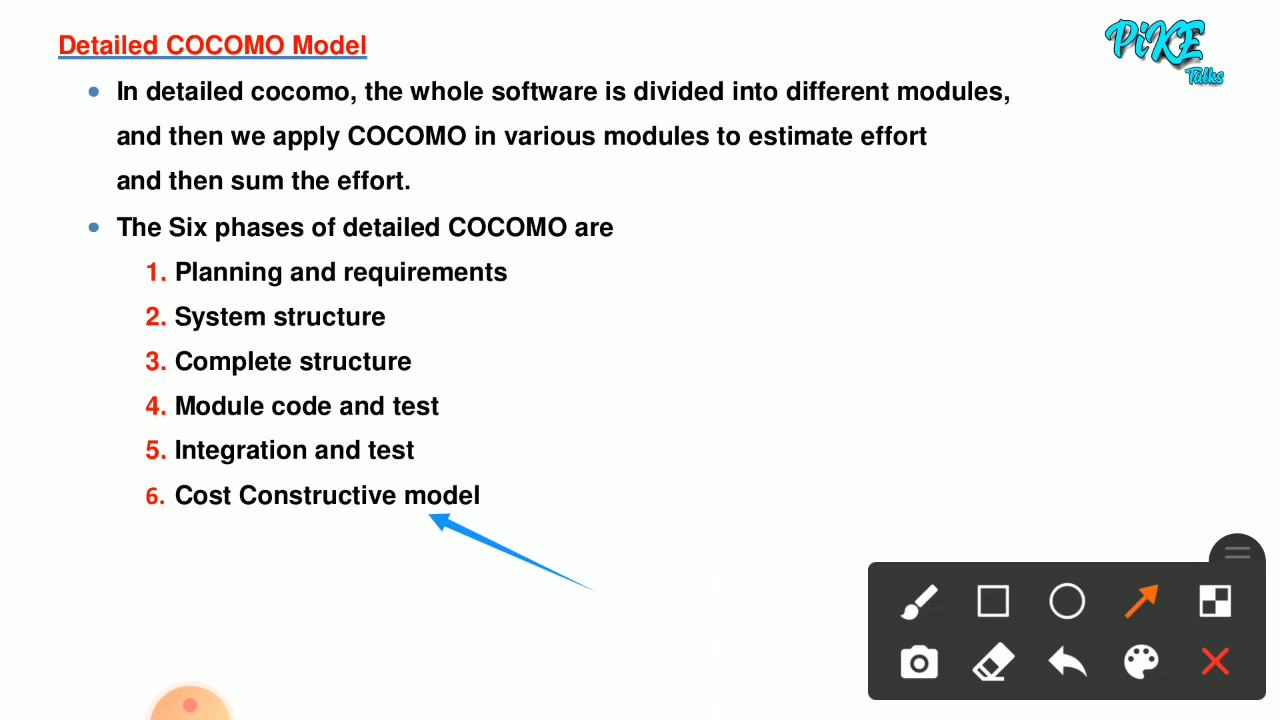 Detailed COCOMO Model
PiKE
Talks
In detailed cocomo, the whole software is divided into different modules,
and then we apply COCOMO in various modules to estimate effort
and then sum the effort.
The Six phases of detailed COCOMO are
1. Planning and requirements
2. System structure
3. Complete structure
4. Module code and test
5. Integration and test
6. Cost Constructive model